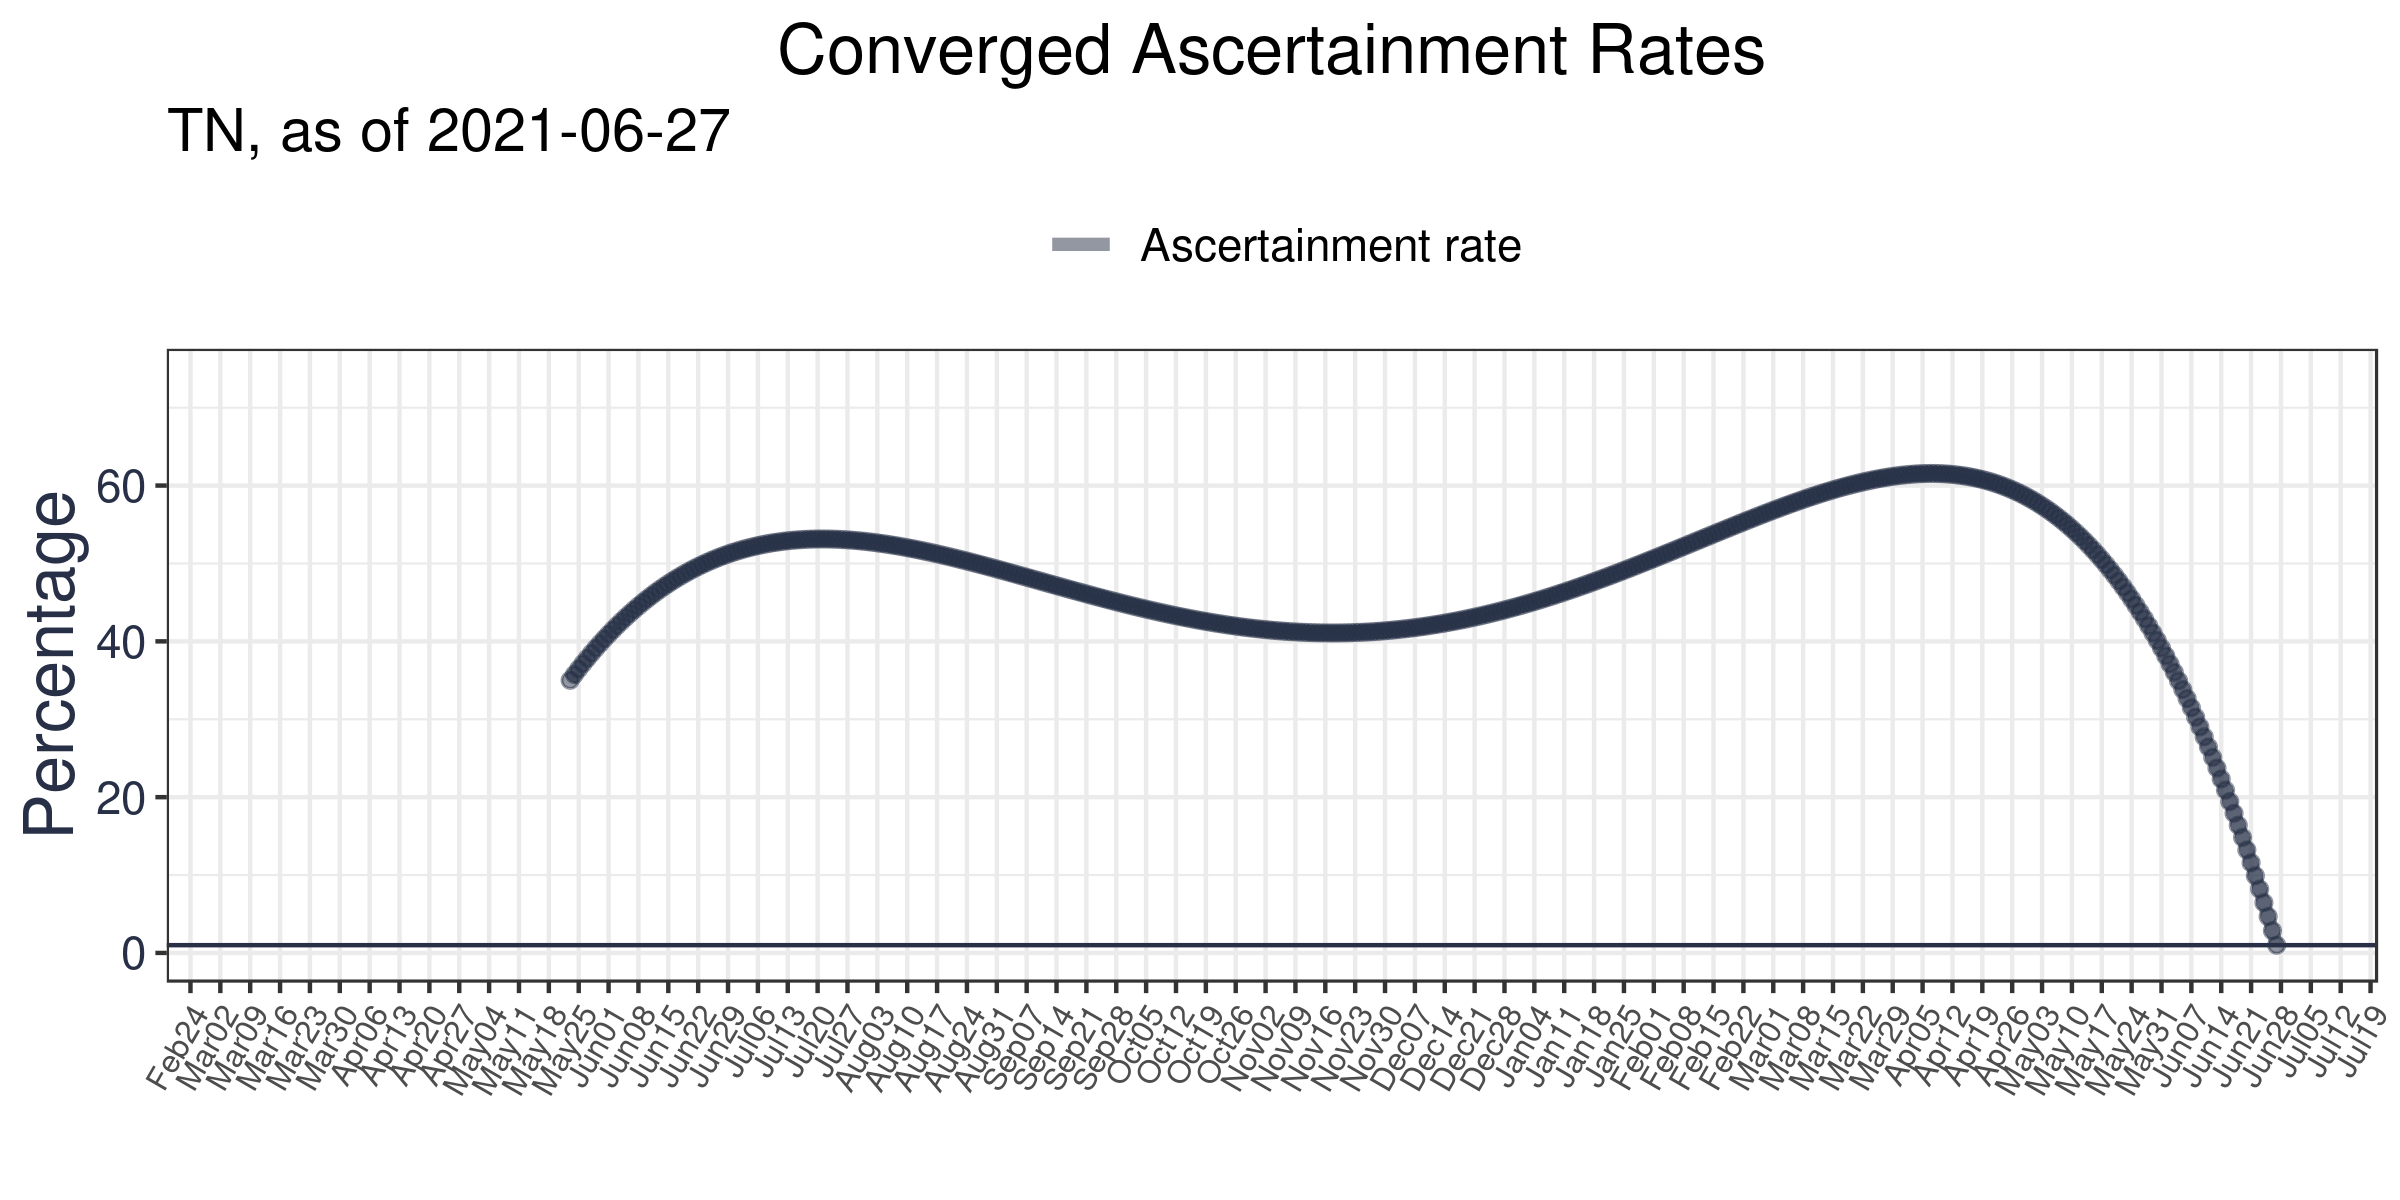 Converged Ascertainment Rates
TN, as of 2021-06-27
Ascertainment rate
Percentage
60
40
20
0
Feb24
Mar02
Mar09
Mar16
Mar23
Mar30
Apr06
Apr13
Apr20
Apr27
May04
May11
May18
May25
Jun01
Jun08
Jun15
Jun22
Jun29
Jul06
Jul13
Jul20
Jul27
Aug03
Aug10
Aug17
Aug24
Aug31
Sep07
Sep14
Sep21
Sep28
Oct05
Oct12
Oct19
Oct26
Nov02
Nov09
Nov16
Nov23
Nov30
Dec07
Dec14
Dec21
Dec28
Jan04
Jan11
Jan18
Jan25
Feb01
Feb08
Feb15
Feb22
Mar01
Mar08
Mar15
Mar22
Mar29
Apr05
Apr12
Apr19
Apr26
May03
May10
May17
May24
May31
Jun07
Jun14
Jun21
Jun28
Jul05
Jul12
Jul19